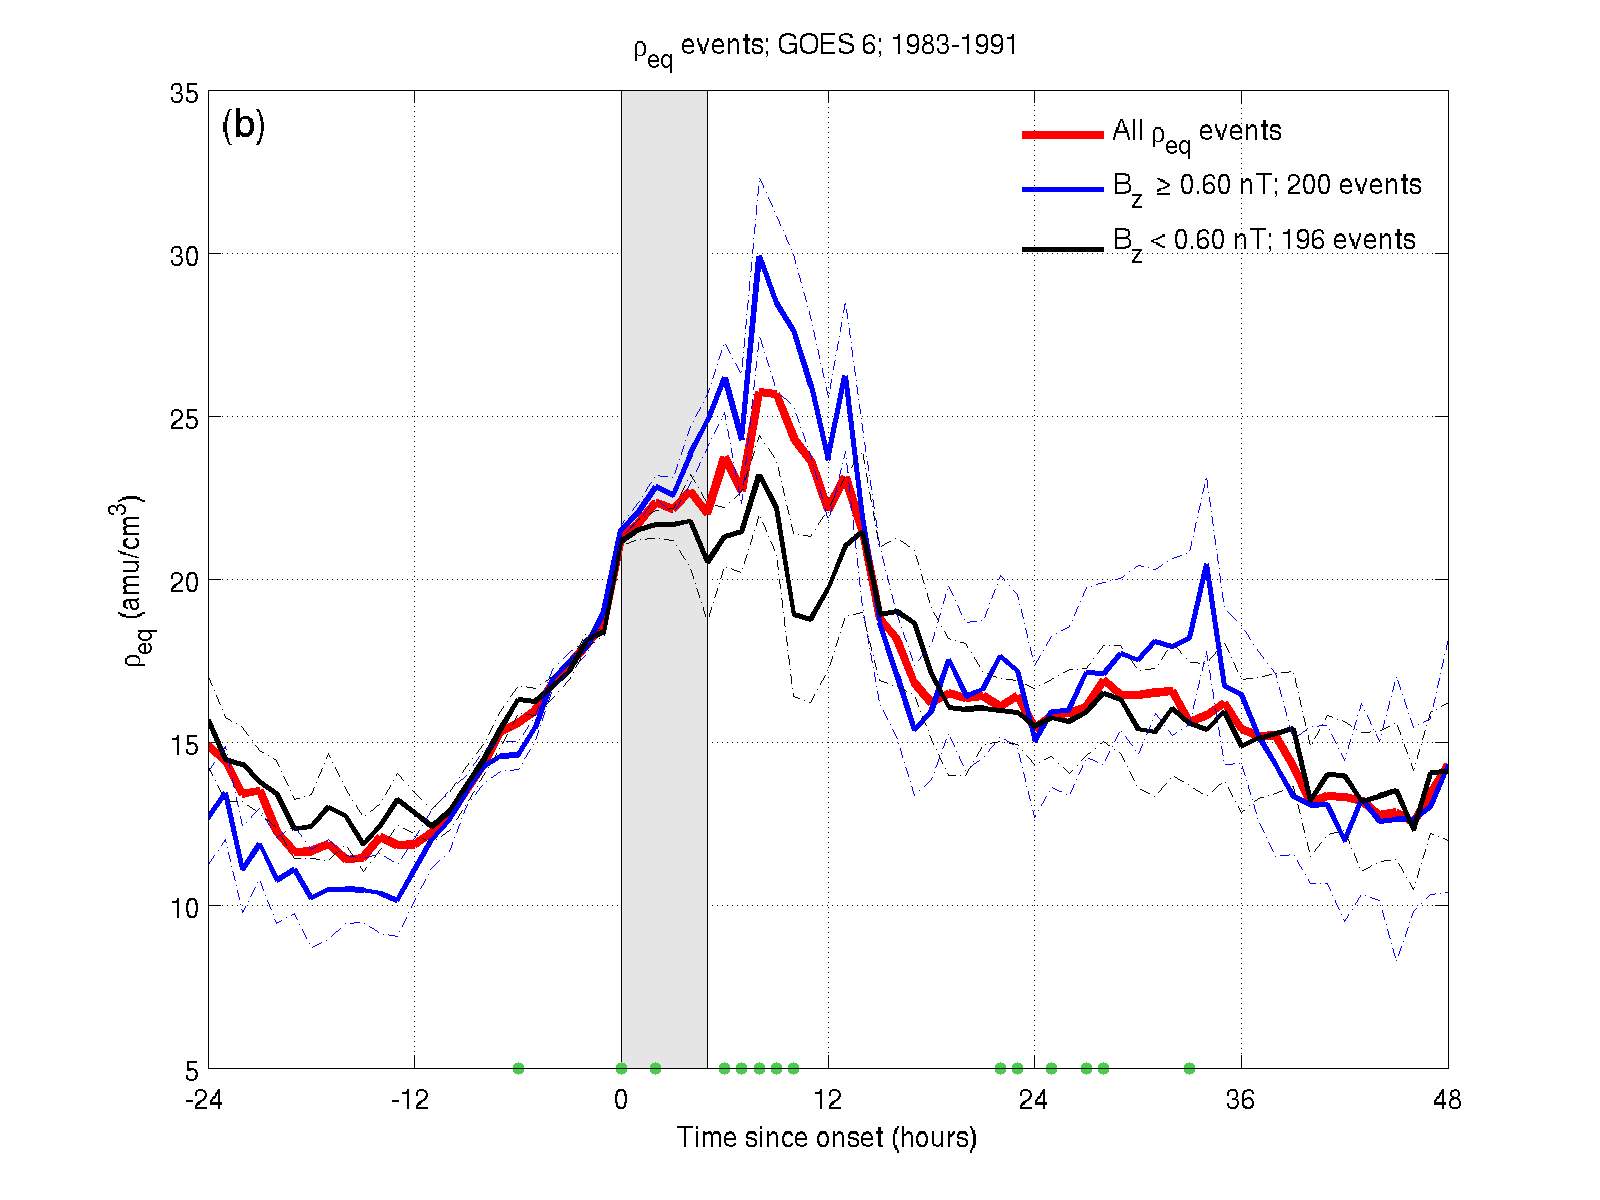 ρeq events; GOES 6; 1983-1991
(b)
All ρeq events
Bz ≥ 0.60 nT; 200 events
Bz < 0.60 nT; 196 events
35
30
25
20
15
10
5
ρeq (amu/cm3)
-24 -12 0 12 24 36 48
Time since onset (hours)